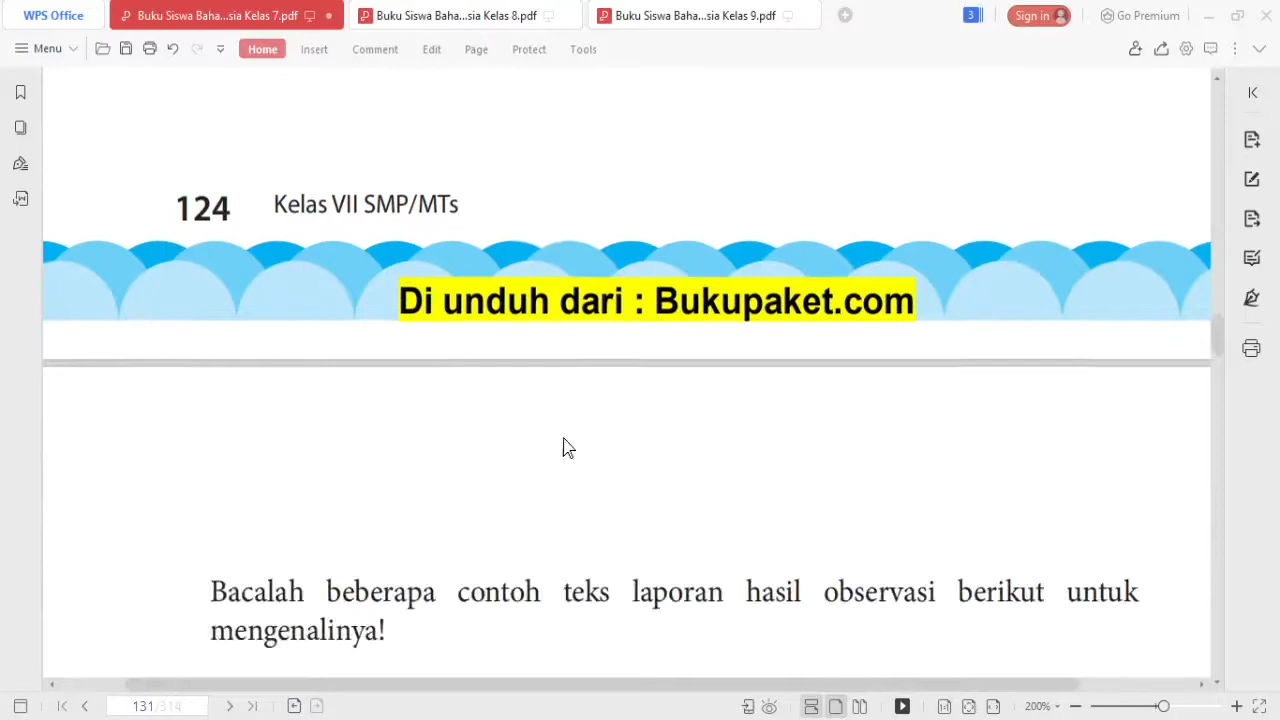 WPS Office
Buku Siswa Baha...sia Kelas 7.pdf
Buku Siswa Baha...sia Kelas 8.pdf
Buku Siswa Baha...sia Kelas 9.pdf
3
Sign in
Go Premium
Menu
Home
Insert
Comment
Edit
Page
Protect
Tools
124 Kelas VII SMP/MTs
Di unduh dari : Bukupaket.com
Bacalah beberapa contoh teks laporan hasil observasi berikut untuk
mengenalinya!
131/314
200%